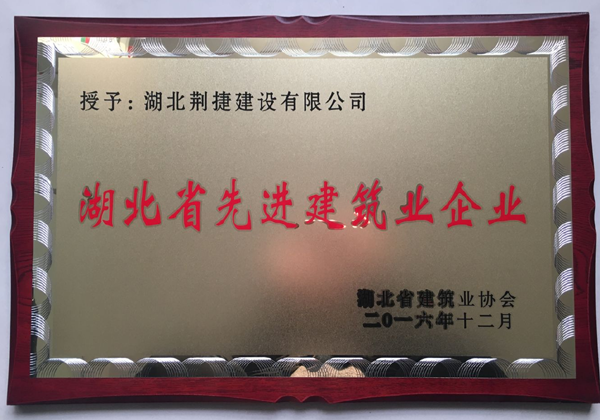 授予：湖北荆捷建设有限公司
湖北省先进建筑业企业
湖北省建筑业协会
二0一六年十二月